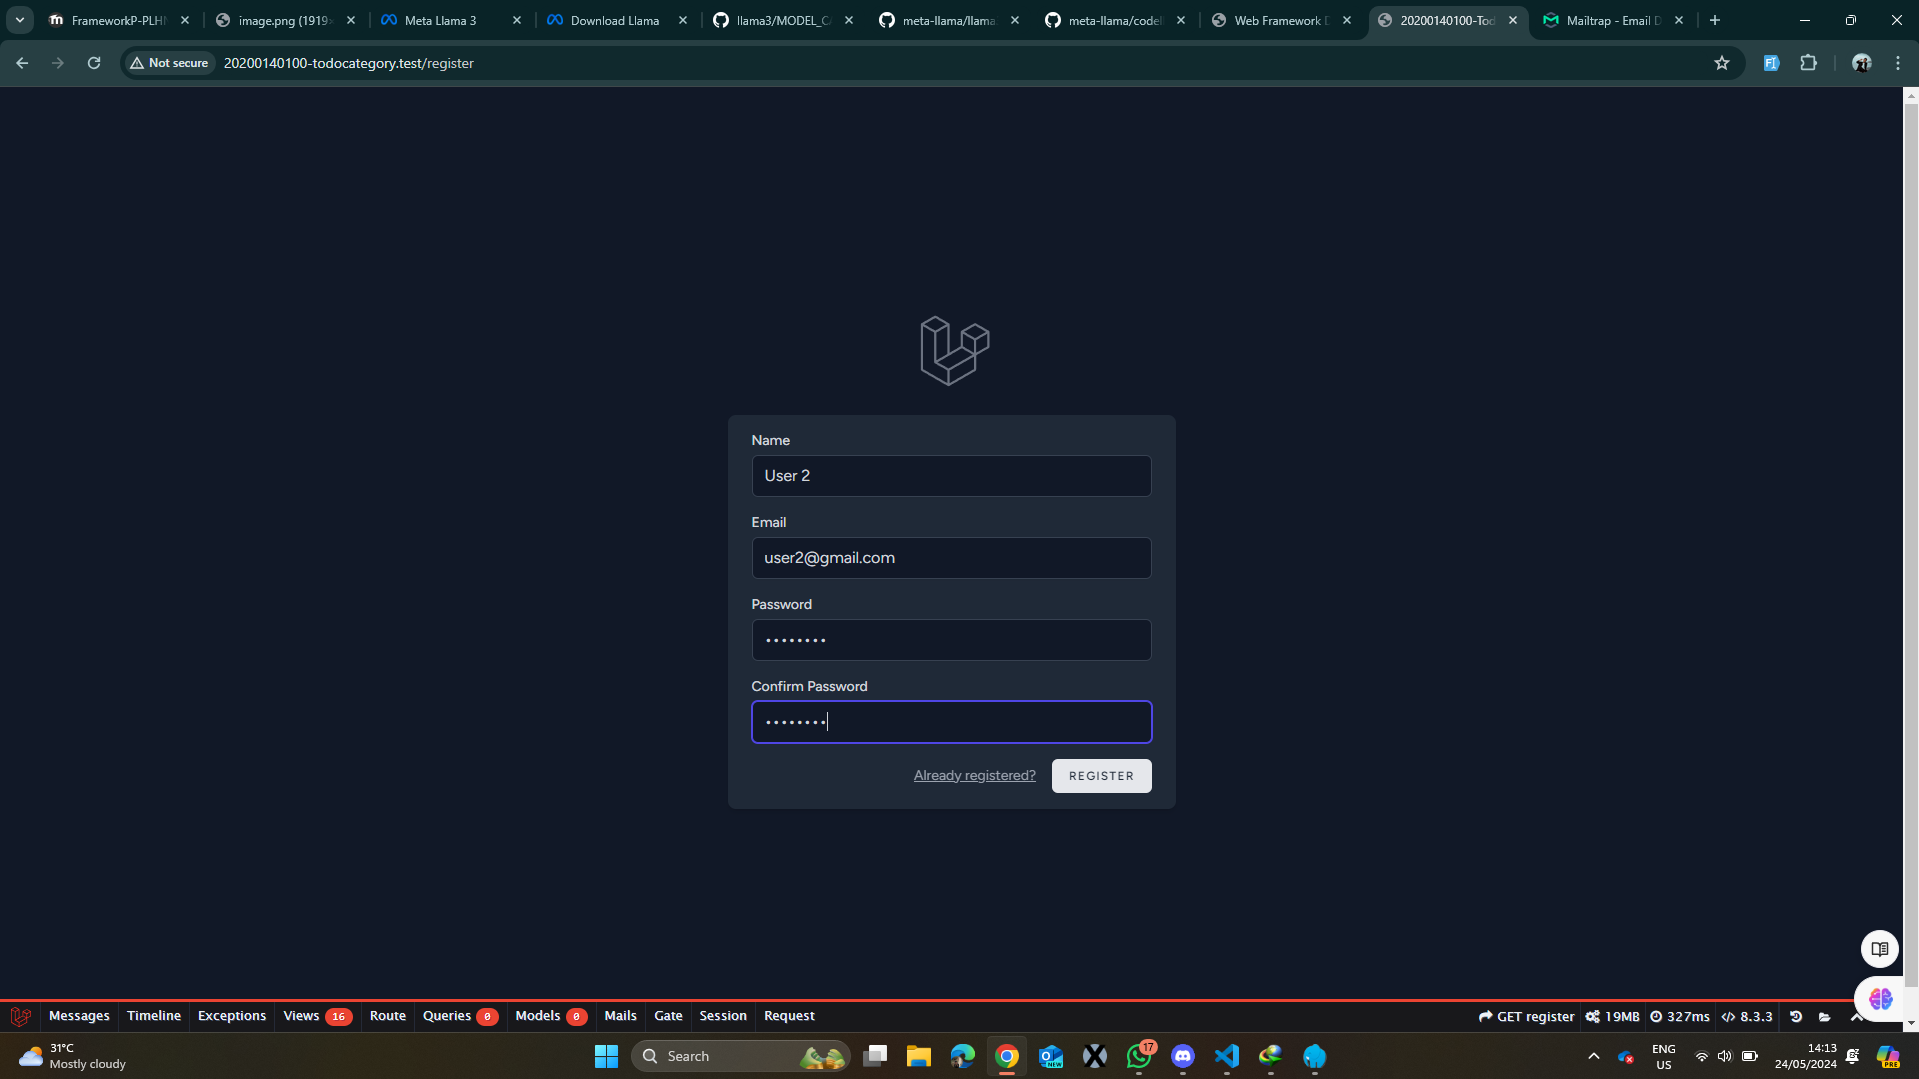 FrameworkP-PLH
image.png (1919
Meta Llama 3
Download Llama
llama3/MODEL_C
meta-llama/llama
meta-llama/codel
Web Framework D
20200140100-Tod
Mailtrap - Email D
Not secure
20200140100-todocategory.test/register
Name
User 2
Email
user2@gmail.com
Password
••••••••
Confirm Password
••••••••
Already registered?
REGISTER
Messages
Timeline
Exceptions
Views 16
Route
Queries 0
Models 0
Mails
Gate
Session
Request
GET register
19MB
327ms
8.3.3
31°C
Mostly cloudy
Search
NEW
17
ENG
US
14:13
24/05/2024
PRE